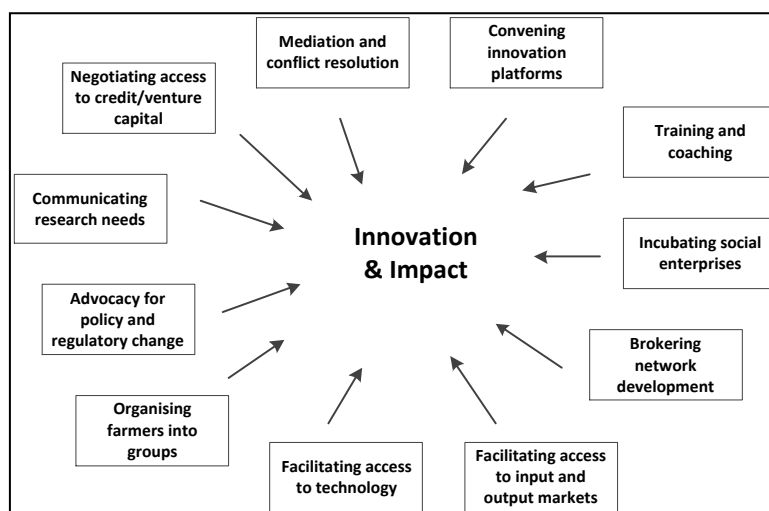 Mediation and
conflict resolution
Convening
innovation
platforms
Negotiating access
to credit/venture
capital
Training and
coaching
Communicating
research needs
Innovation
& Impact
Incubating social
enterprises
Advocacy for
policy and
regulatory change
Brokering
network
development
Organising
farmers into
groups
Facilitating access
to technology
Facilitating access
to input and
output markets